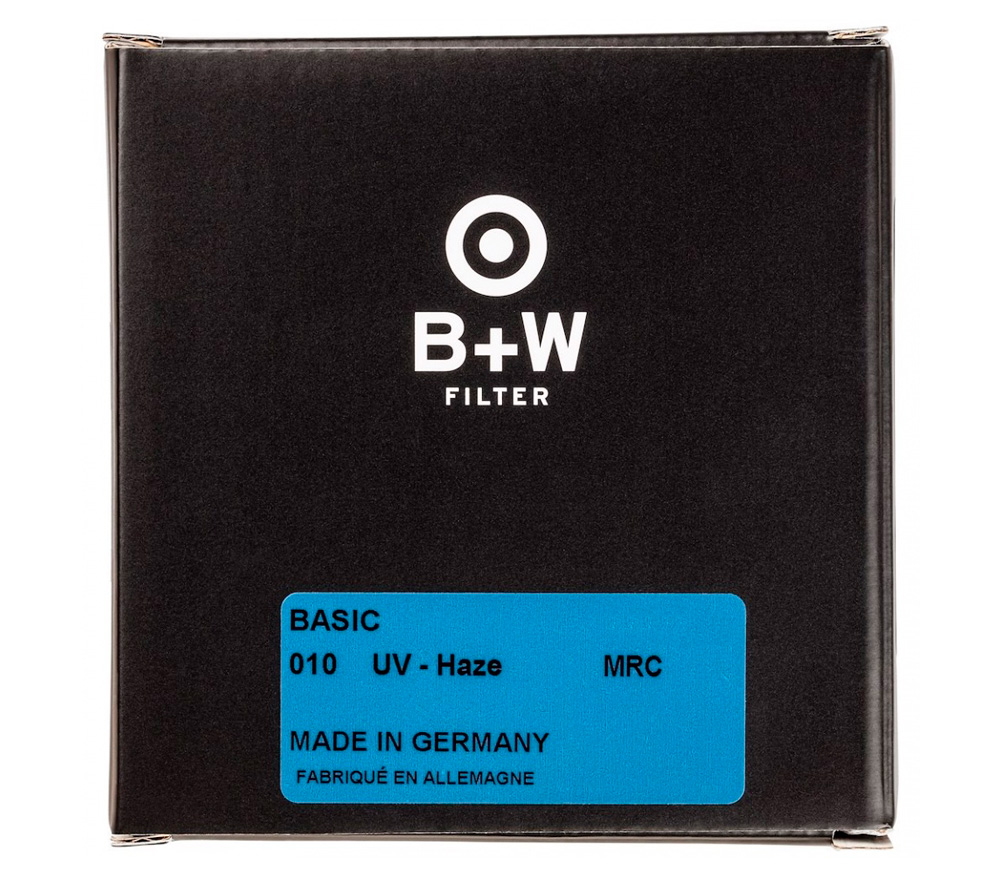 B+W
FILTER
BASIC
010 UV - Haze MRC
MADE IN GERMANY
FABRIQUÉ EN ALLEMAGNE